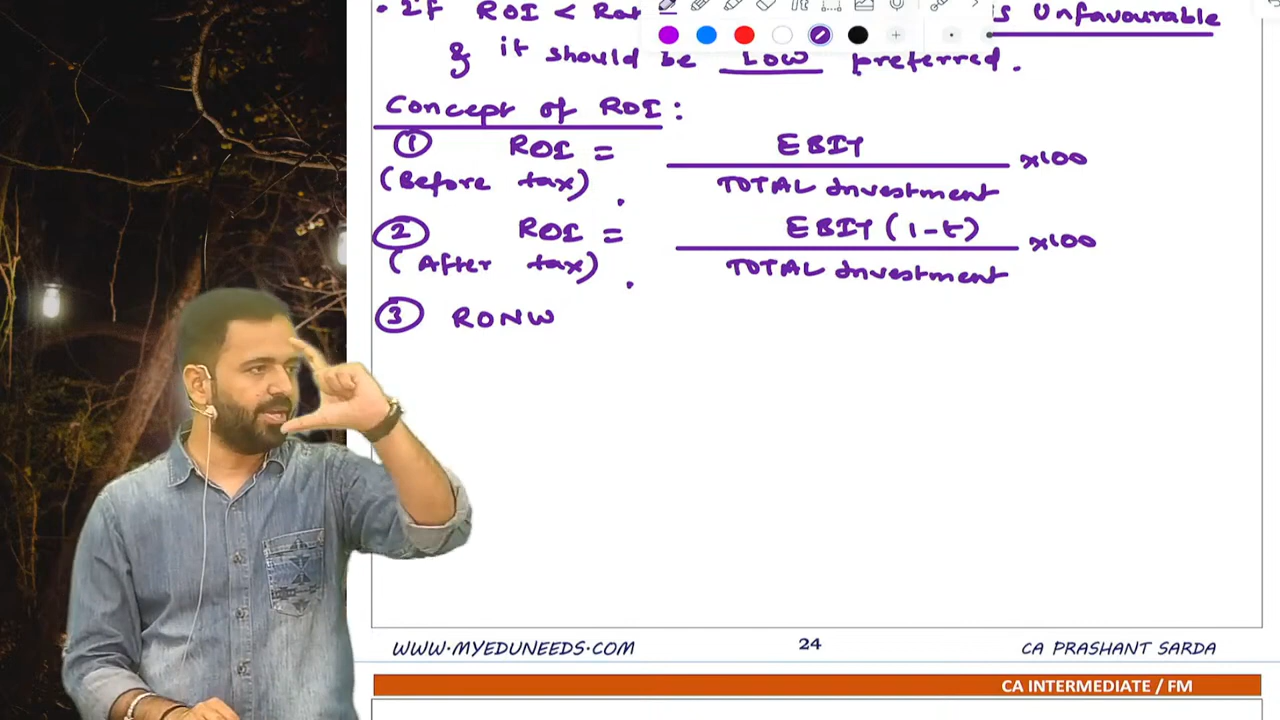 • If ROI < Rat s Unfavourable
& it should be LOW preferred.
Concept of ROI :
① ROI = EBIT / TOTAL Investment ×100
(Before tax).
② ROI = EBIT (1-t) / TOTAL Investment ×100
(After tax).
③ RONW
WWW.MYEDUNEEDS.COM 24 CA PRASHANT SARDA
CA INTERMEDIATE / FM